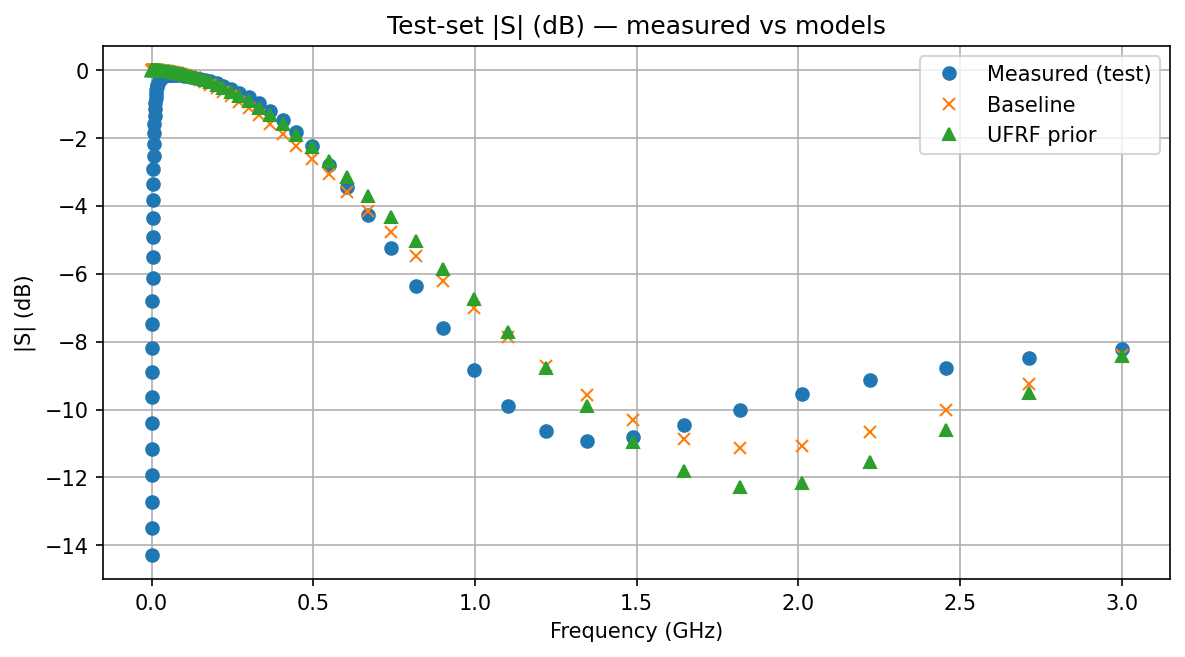 Test-set |S| (dB) — measured vs models
Measured (test)
Baseline
UFRF prior
|S| (dB)
0
−2
−4
−6
−8
−10
−12
−14
0.0 0.5 1.0 1.5 2.0 2.5 3.0
Frequency (GHz)